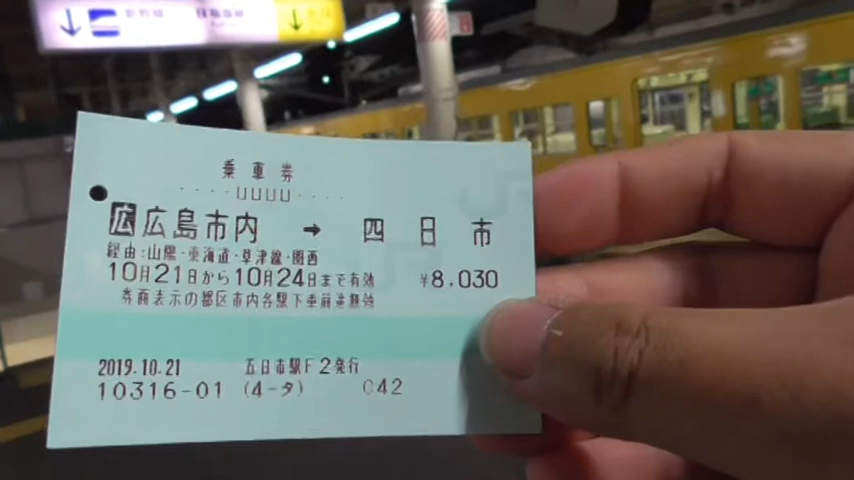 乗車券
広島市内 → 四日市
経由:山陽・東海道・草津線・関西
10月21日から10月24日まで有効 ¥8,030
券面表示の都区市内各駅下車前途無効
2019.10.21 五日市駅F2発行
10316-01 (4-タ) C42